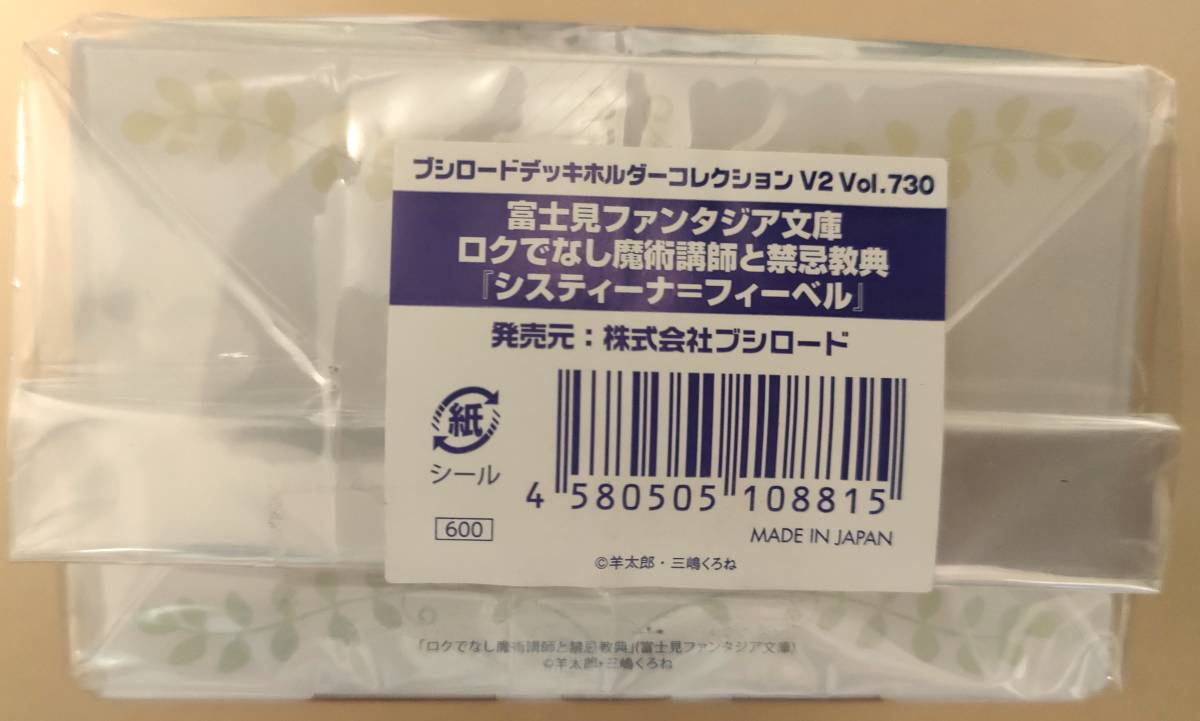 ブシロードデッキホルダーコレクション V2 Vol.730
富士見ファンタジア文庫
ロクでなし魔術講師と禁忌教典
『システィーナ=フィーベル』
発売元：株式会社ブシロード
紙
シール
4 580505 108815
600
MADE IN JAPAN
©羊太郎・三嶋くろね
「ロクでなし魔術講師と禁忌教典」(富士見ファンタジア文庫)
©羊太郎・三嶋くろね